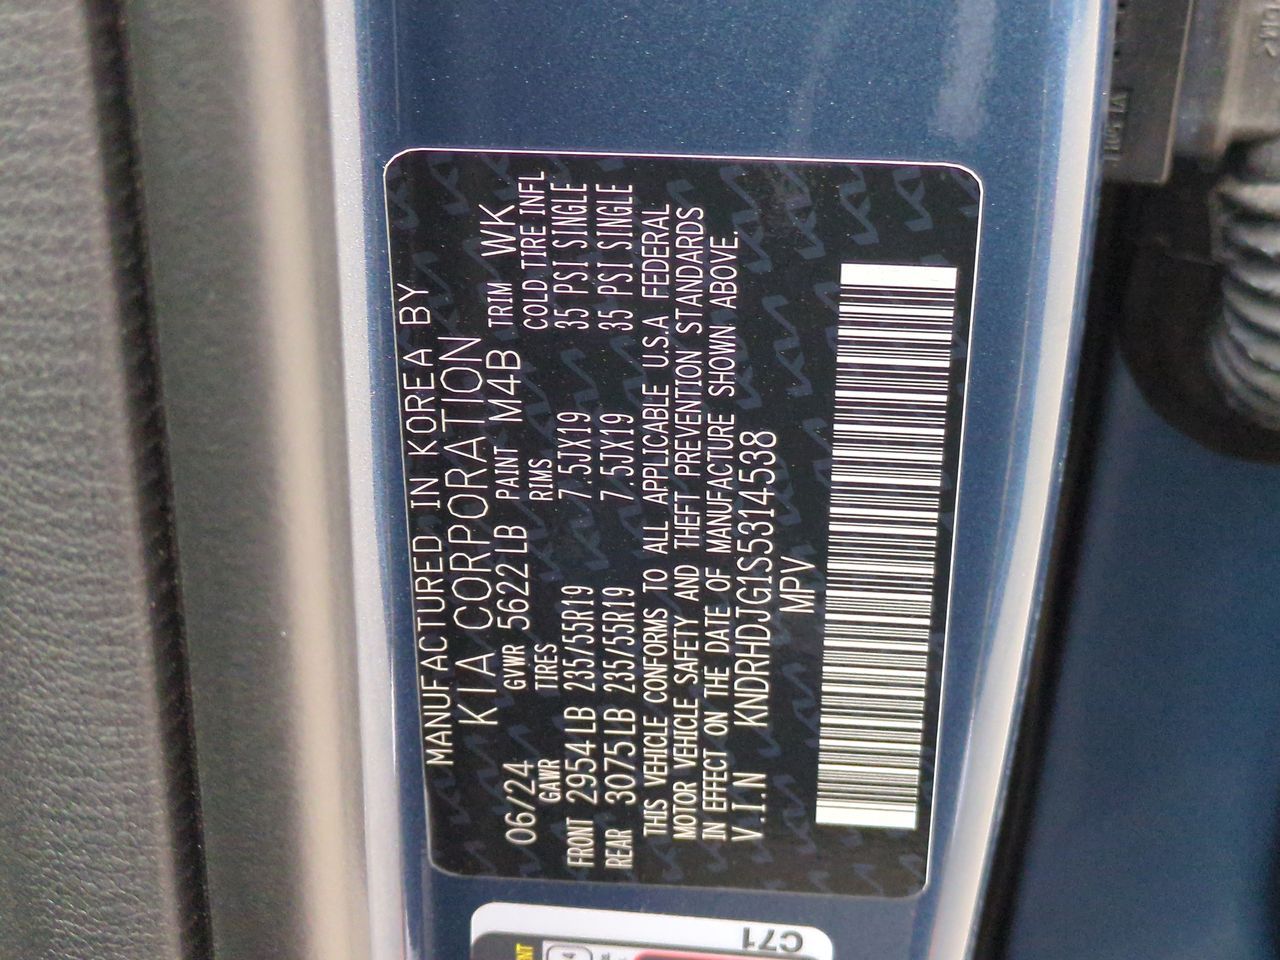 MANUFACTURED IN KOREA BY
KIA CORPORATION
06/24 GVWR 5622LB PAINT M4B TRIM WK
GAWR TIRES RIMS COLD TIRE INFL
FRONT 2954LB 235/55R19 7.5JX19 35 PSI SINGLE
REAR 3075LB 235/55R19 7.5JX19 35 PSI SINGLE
THIS VEHICLE CONFORMS TO ALL APPLICABLE U.S.A FEDERAL
MOTOR VEHICLE SAFETY AND THEFT PREVENTION STANDARDS
IN EFFECT ON THE DATE OF MANUFACTURE SHOWN ABOVE.
V.I.N KNDRHDJG1S5314538
MPV
C71